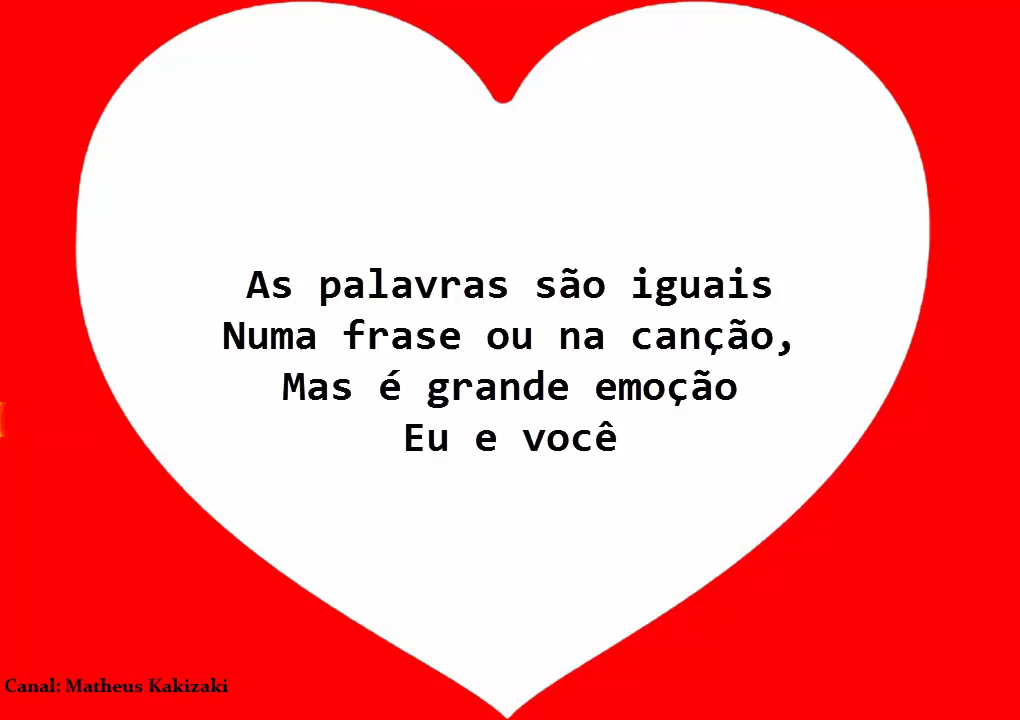 As palavras são iguais
Numa frase ou na canção,
Mas é grande emoção
Eu e você
Canal: Matheus Kakizaki